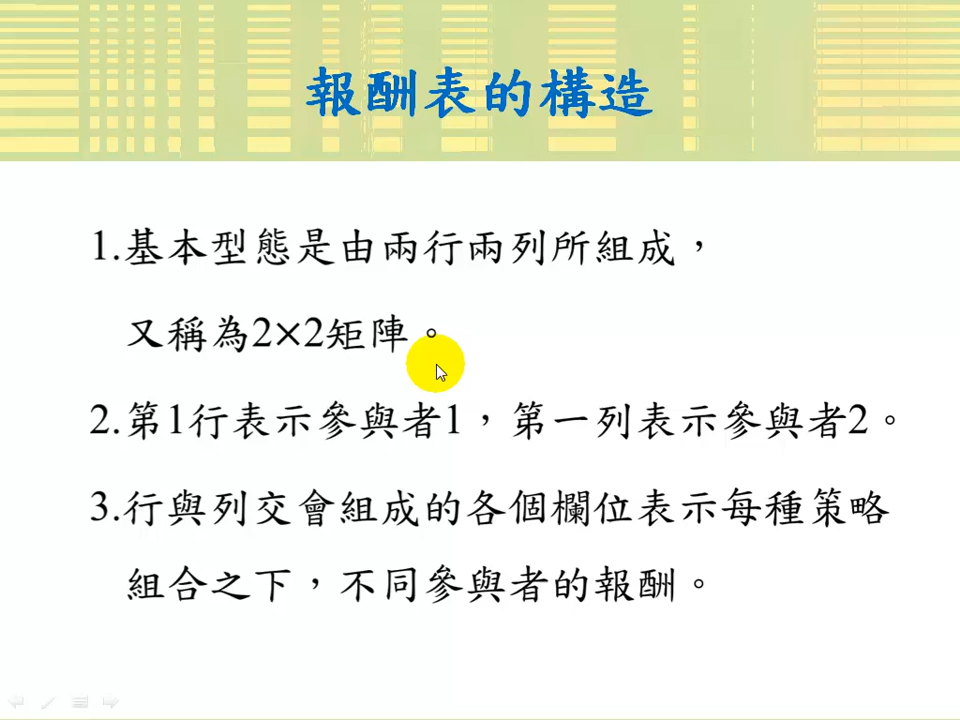 報酬表的構造
1.基本型態是由兩行兩列所組成，
又稱為2×2矩陣。
2.第1行表示參與者1，第一列表示參與者2。
3.行與列交會組成的各個欄位表示每種策略
組合之下，不同參與者的報酬。